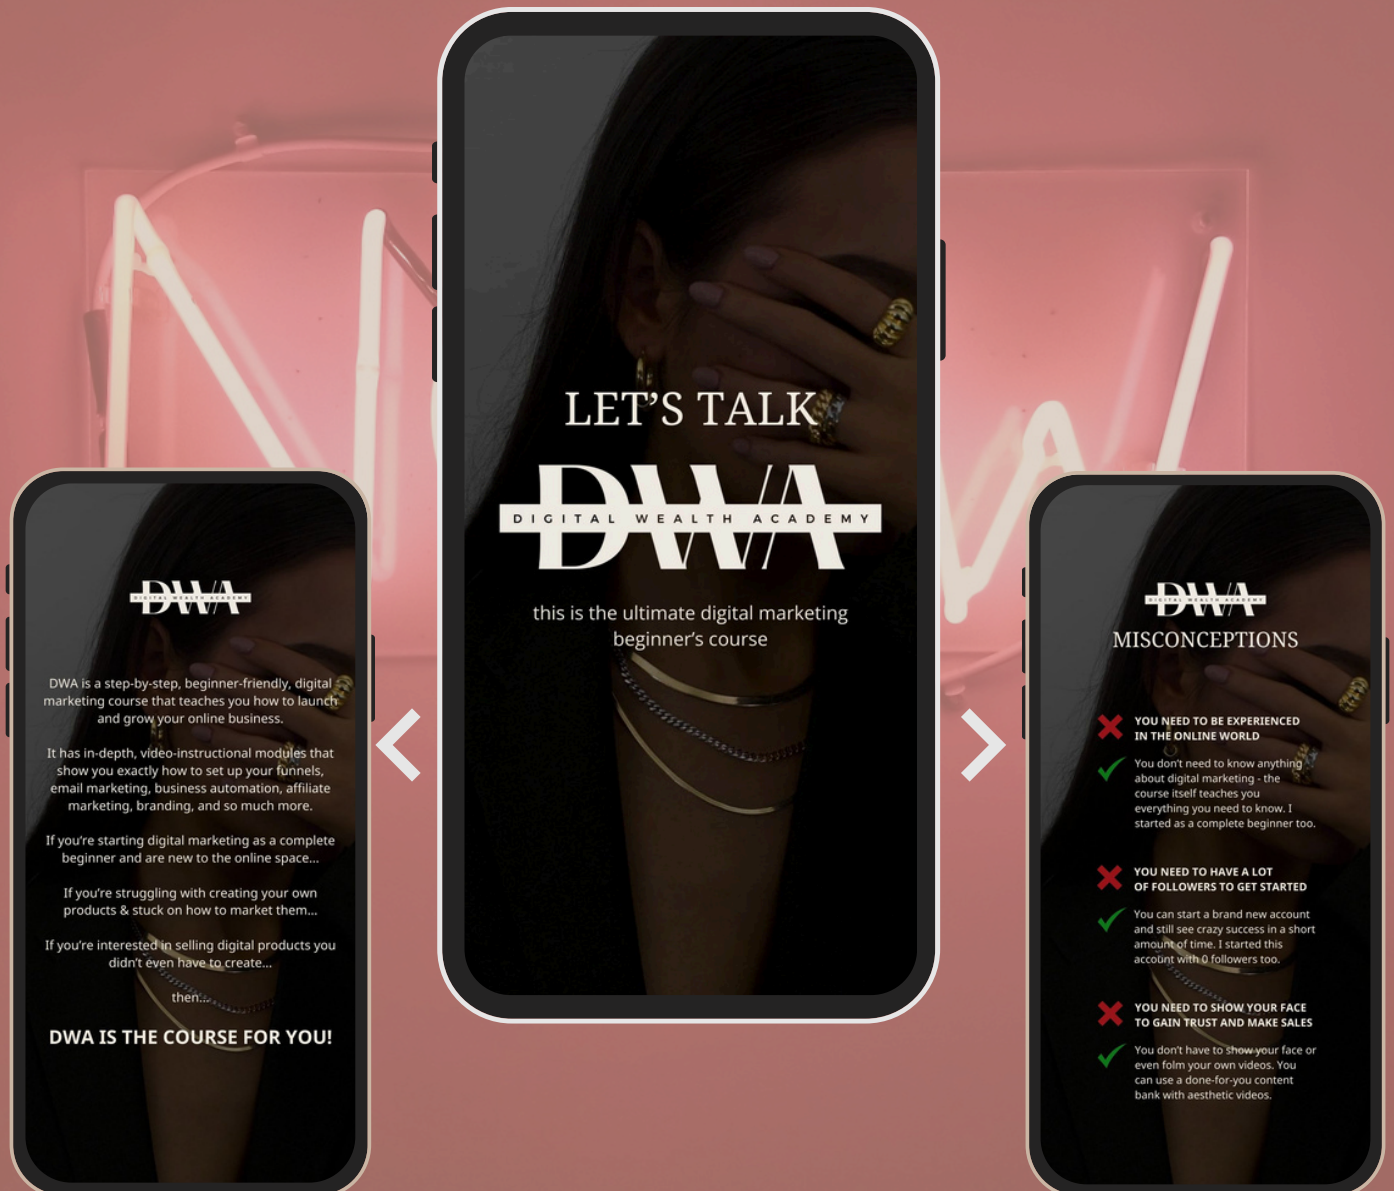 LET'S TALK
DWA
DIGITAL WEALTH ACADEMY
this is the ultimate digital marketing
beginner's course
DWA
DIGITAL WEALTH ACADEMY
DWA is a step-by-step, beginner-friendly, digital
marketing course that teaches you how to launch
and grow your online business.
It has in-depth, video-instructional modules that
show you exactly how to set up your funnels,
email marketing, business automation, affiliate
marketing, branding, and so much more.
If you're starting digital marketing as a complete
beginner and are new to the online space...
If you're struggling with creating your own
products & stuck on how to market them...
If you're interested in selling digital products you
didn't even have to create...
then...
DWA IS THE COURSE FOR YOU!
DWA
DIGITAL WEALTH ACADEMY
MISCONCEPTIONS
YOU NEED TO BE EXPERIENCED
IN THE ONLINE WORLD
You don't need to know anything
about digital marketing - the
course itself teaches you
everything you need to know. I
started as a complete beginner too.
YOU NEED TO HAVE A LOT
OF FOLLOWERS TO GET STARTED
You can start a brand new account
and still see crazy success in a short
amount of time. I started this
account with 0 followers too.
YOU NEED TO SHOW YOUR FACE
TO GAIN TRUST AND MAKE SALES
You don't have to show your face or
even folm your own videos. You
can use a done-for-you content
bank with aesthetic videos.